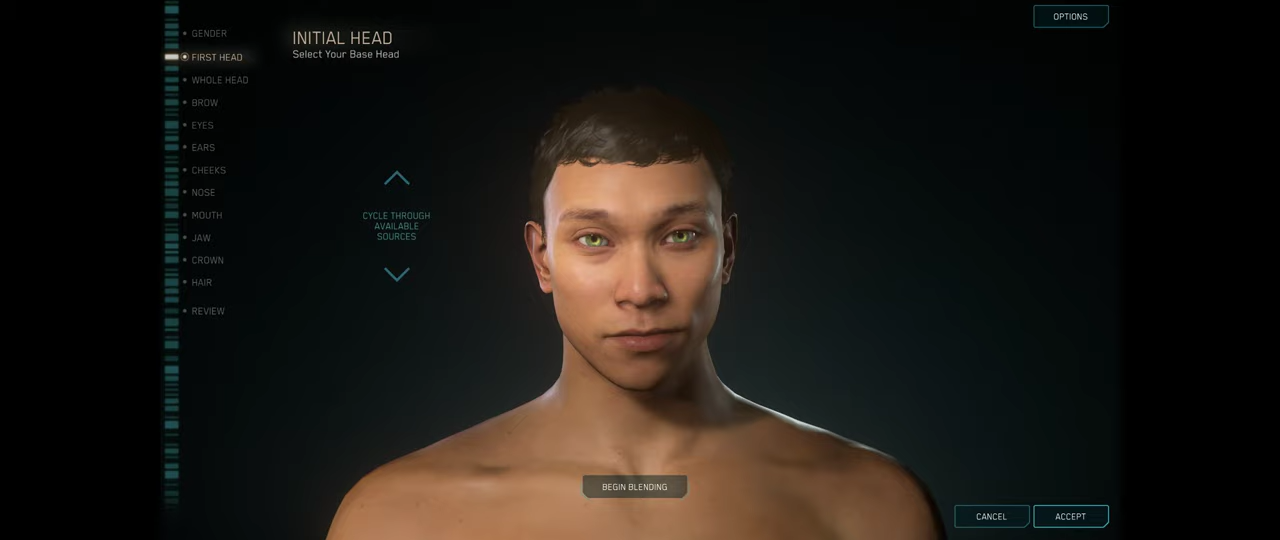 OPTIONS
GENDER
FIRST HEAD
WHOLE HEAD
BROW
EYES
EARS
CHEEKS
NOSE
MOUTH
JAW
CROWN
HAIR
REVIEW
INITIAL HEAD
Select Your Base Head
CYCLE THROUGH
AVAILABLE
SOURCES
BEGIN BLENDING
CANCEL
ACCEPT